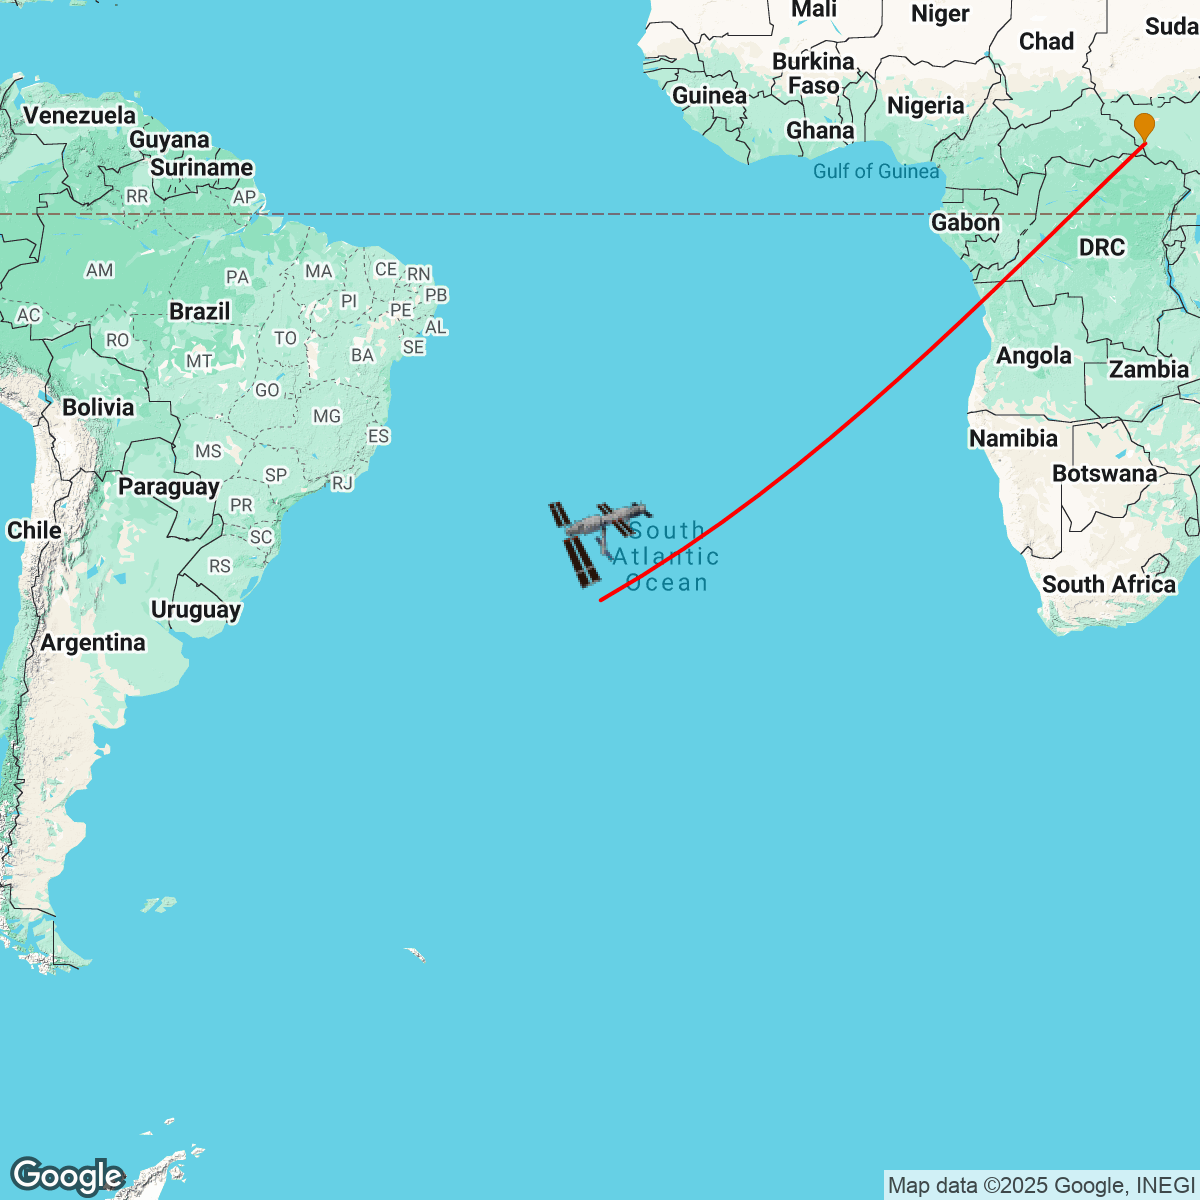 Mali
Niger
Chad
Suda
Burkina
Faso
Guinea
Ghana
Nigeria
Venezuela
Guyana
Suriname
Gulf of Guinea
RR
AP
Gabon
DRC
AM
PA
MA
CE
RN
PI
PB
PE
AC
Brazil
AL
RO
TO
SE
MT
BA
Angola
Zambia
GO
Bolivia
MG
ES
Namibia
MS
Botswana
SP
RJ
Paraguay
PR
Chile
SC
South
Atlantic
Ocean
RS
South Africa
Uruguay
Argentina
Google
Map data ©2025 Google, INEGI